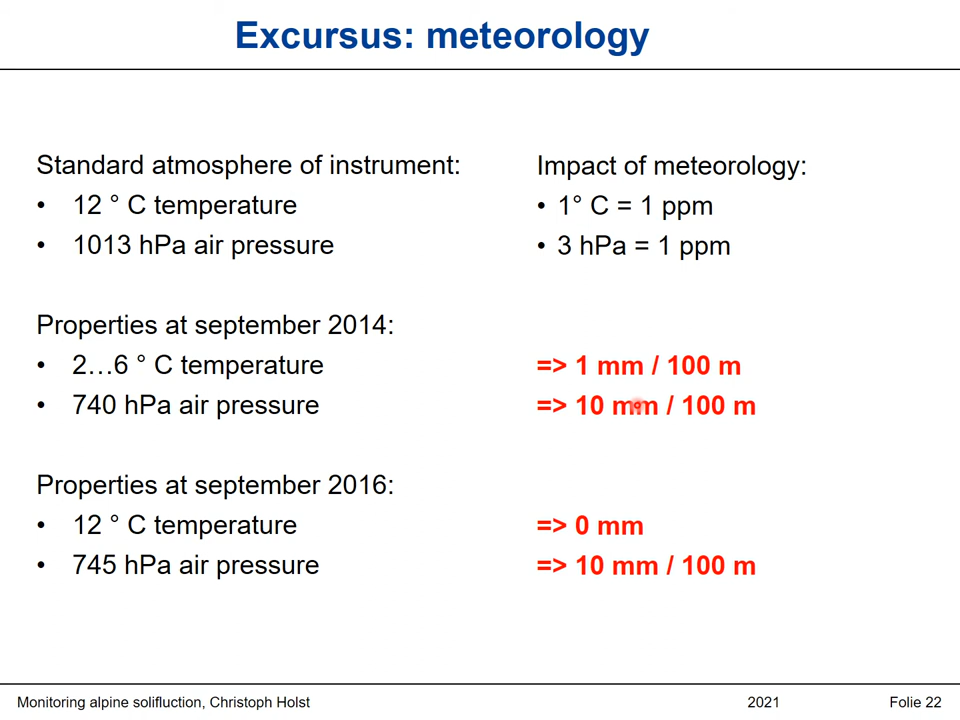 Excursus: meteorology
Standard atmosphere of instrument:
• 12 ° C temperature
• 1013 hPa air pressure
Impact of meteorology:
• 1° C = 1 ppm
• 3 hPa = 1 ppm
Properties at september 2014:
• 2…6 ° C temperature
=> 1 mm / 100 m
• 740 hPa air pressure
=> 10 mm / 100 m
Properties at september 2016:
• 12 ° C temperature
=> 0 mm
• 745 hPa air pressure
=> 10 mm / 100 m
Monitoring alpine solifluction, Christoph Holst
2021
Folie 22